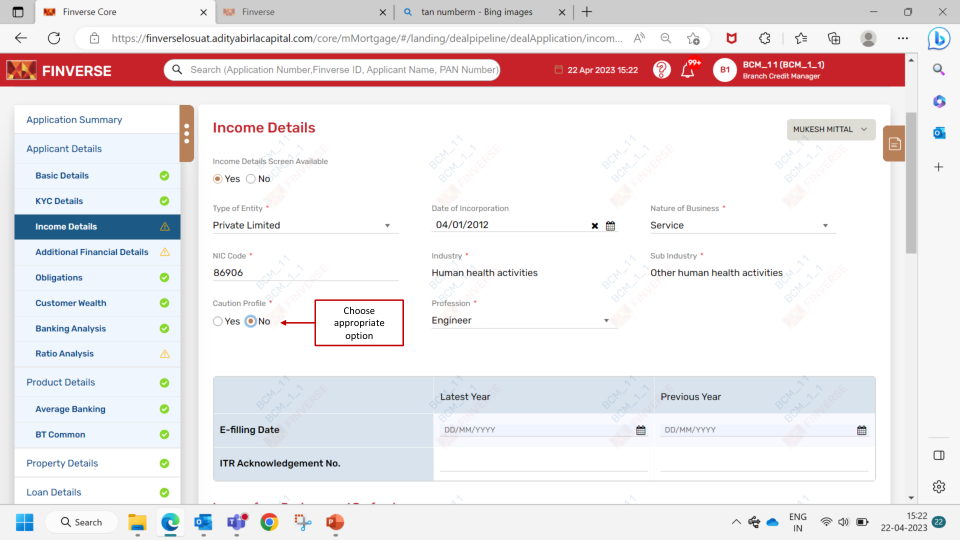 Finverse Core
Finverse
tan numberm - Bing images
https://finverselosuat.adityabirlacapital.com/core/mMortgage/#/landing/dealpipeline/dealApplication/incom...
FINVERSE
Search (Application Number,Finverse ID, Applicant Name, PAN Number)
22 Apr 2023 15:22
99+
B1
BCM_1 1 (BCM_1_1)
Branch Credit Manager
Application Summary
Applicant Details
Basic Details
KYC Details
Income Details
Additional Financial Details
Obligations
Customer Wealth
Banking Analysis
Ratio Analysis
Product Details
Average Banking
BT Common
Property Details
Loan Details
Income Details
MUKESH MITTAL
Income Details Screen Available
Yes No
Type of Entity *
Private Limited
Date of Incorporation
04/01/2012
Nature of Business *
Service
NIC Code *
86906
Industry *
Human health activities
Sub Industry *
Other human health activities
Caution Profile *
Yes No
Choose
appropriate
option
Profession *
Engineer
Latest Year
Previous Year
E-filling Date
DD/MM/YYYY
DD/MM/YYYY
ITR Acknowledgement No.
BCM_11
BCM_1_1
FINVERSE
Search
ENG
IN
15:22
22-04-2023
22